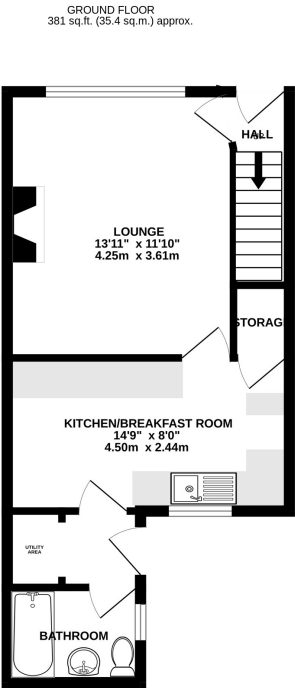 GROUND FLOOR
381 sq.ft. (35.4 sq.m.) approx.
HALL
LOUNGE
13'11" x 11'10"
4.25m x 3.61m
STORAG
KITCHEN/BREAKFAST ROOM
14'9" x 8'0"
4.50m x 2.44m
UTILITY
AREA
BATHROOM